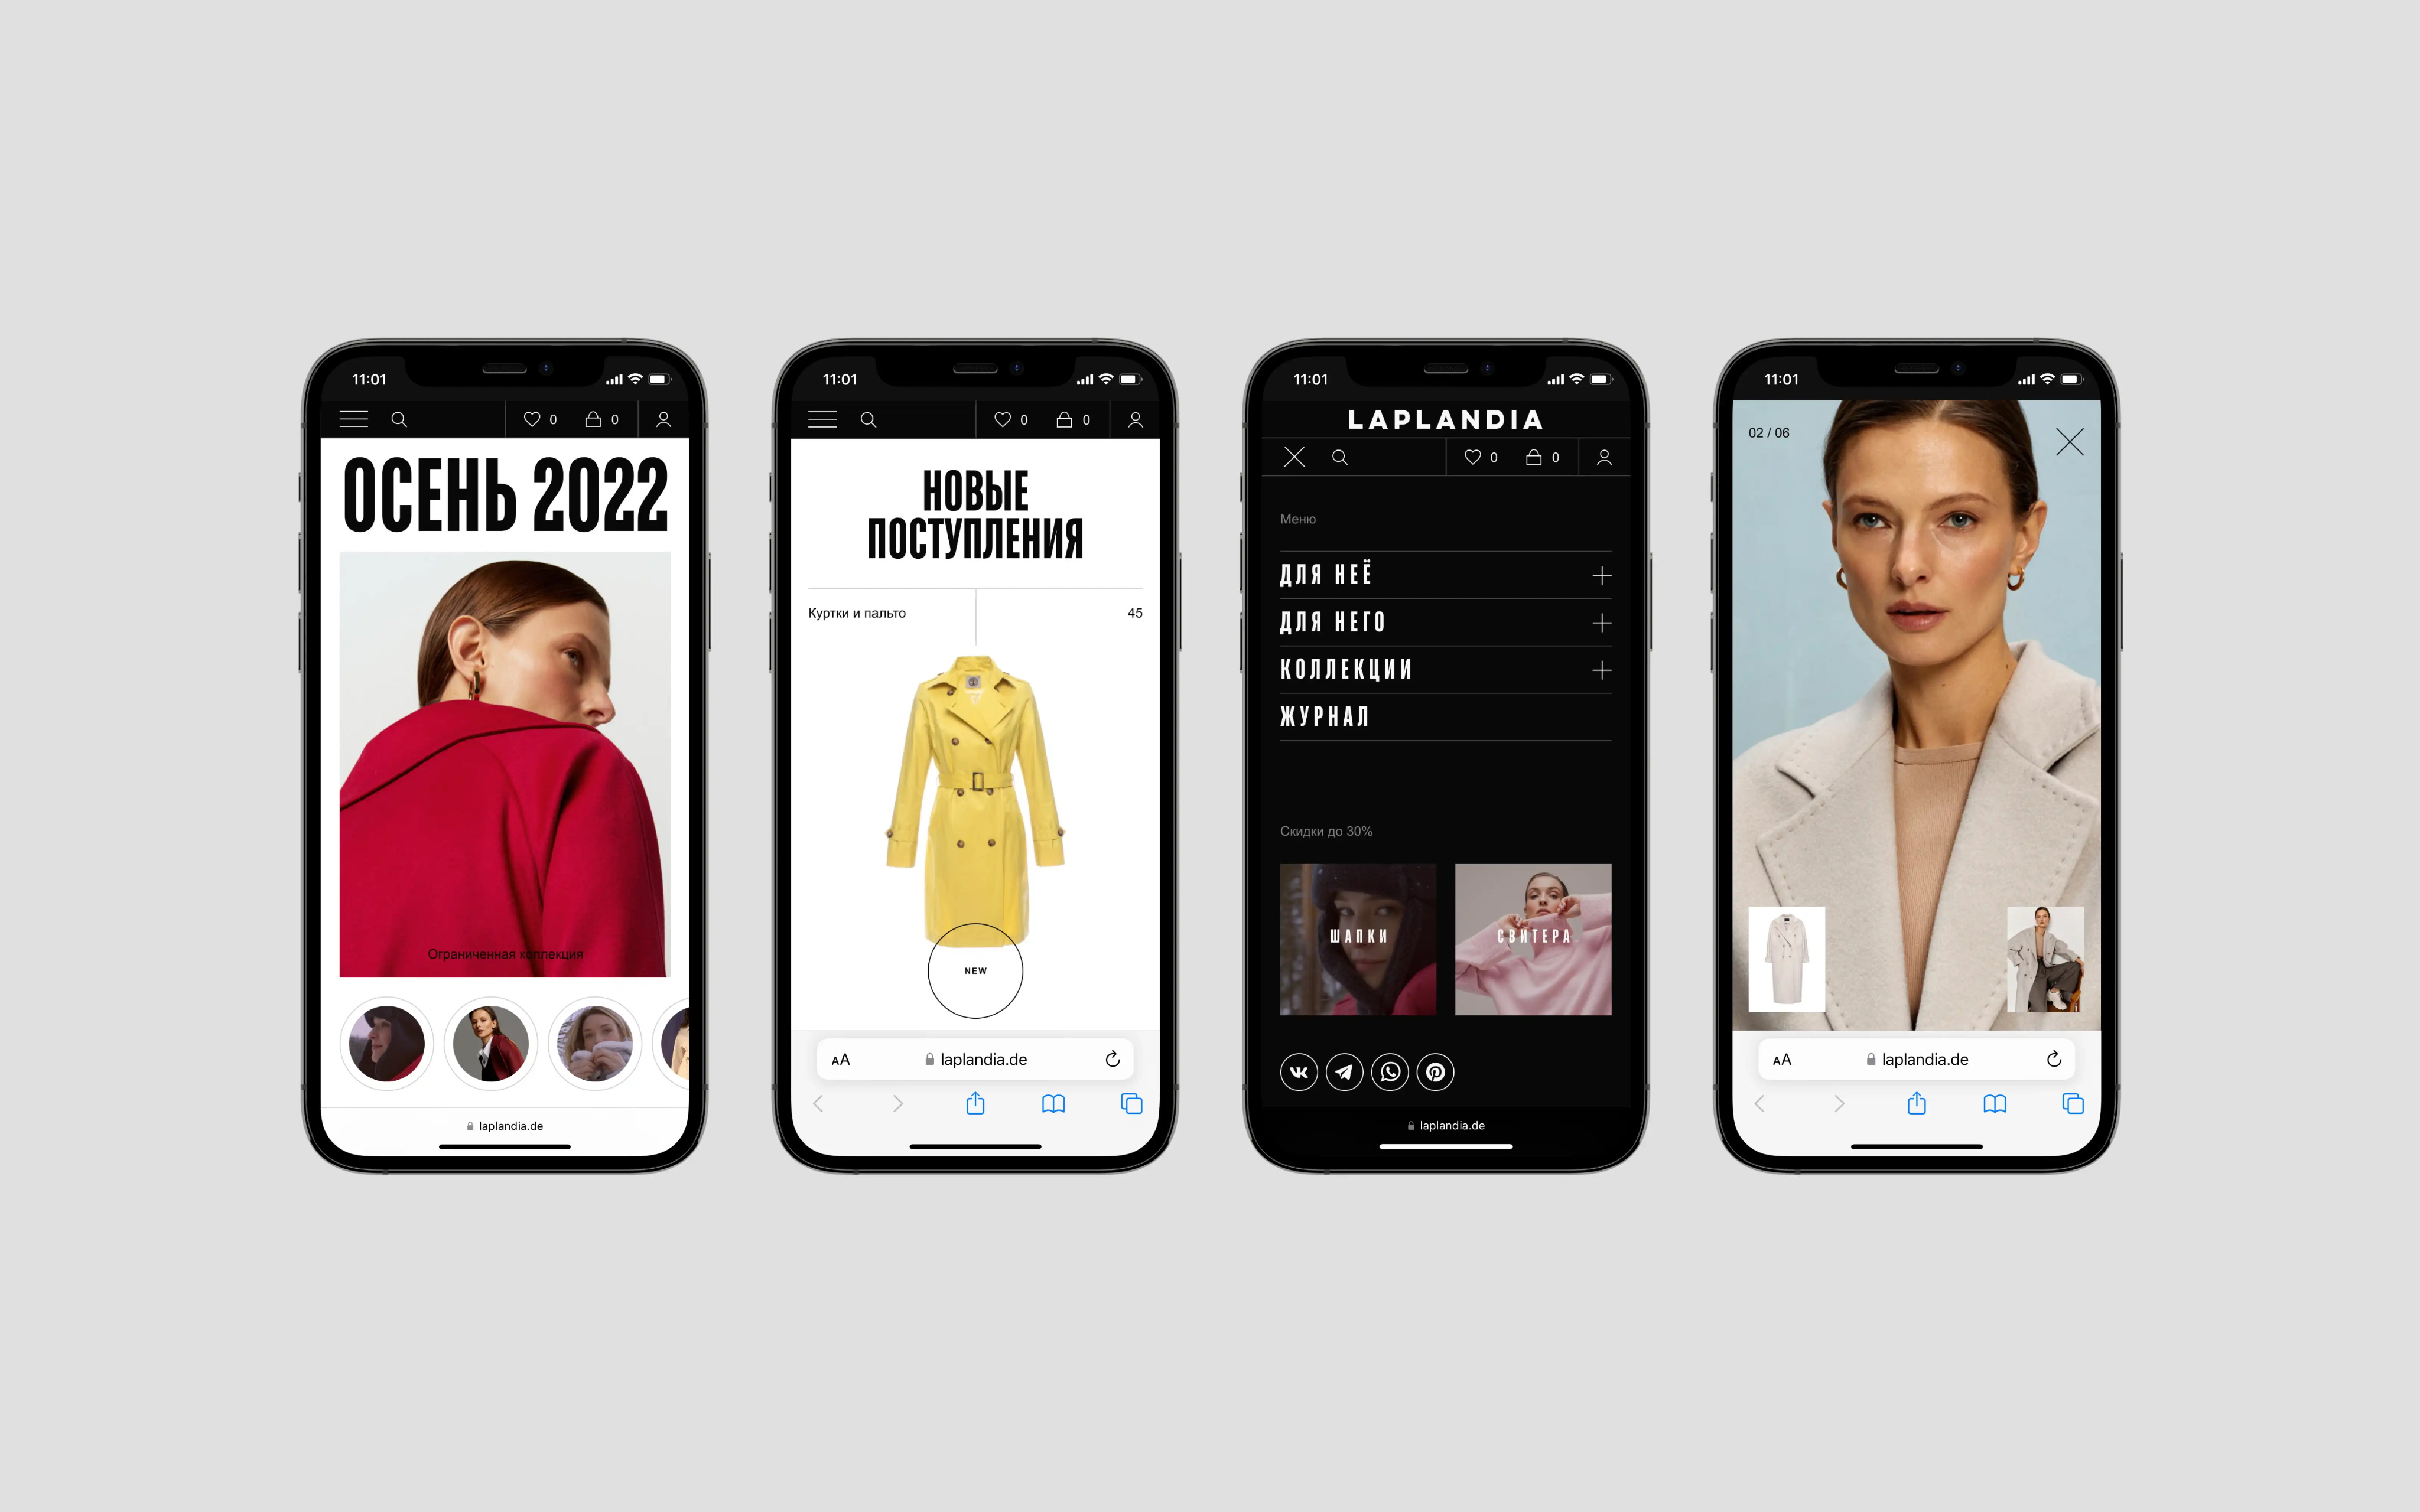 11:01
0
0
ОСЕНЬ 2022
Ограниченная коллекция
laplandia.de
11:01
0
0
НОВЫЕ
ПОСТУПЛЕНИЯ
Куртки и пальто
45
NEW
AA
laplandia.de
11:01
LAPLANDIA
0
0
Меню
ДЛЯ НЕЁ
ДЛЯ НЕГО
КОЛЛЕКЦИИ
ЖУРНАЛ
Скидки до 30%
ШАПКИ
СВИТЕРА
laplandia.de
11:01
02 / 06
AA
laplandia.de